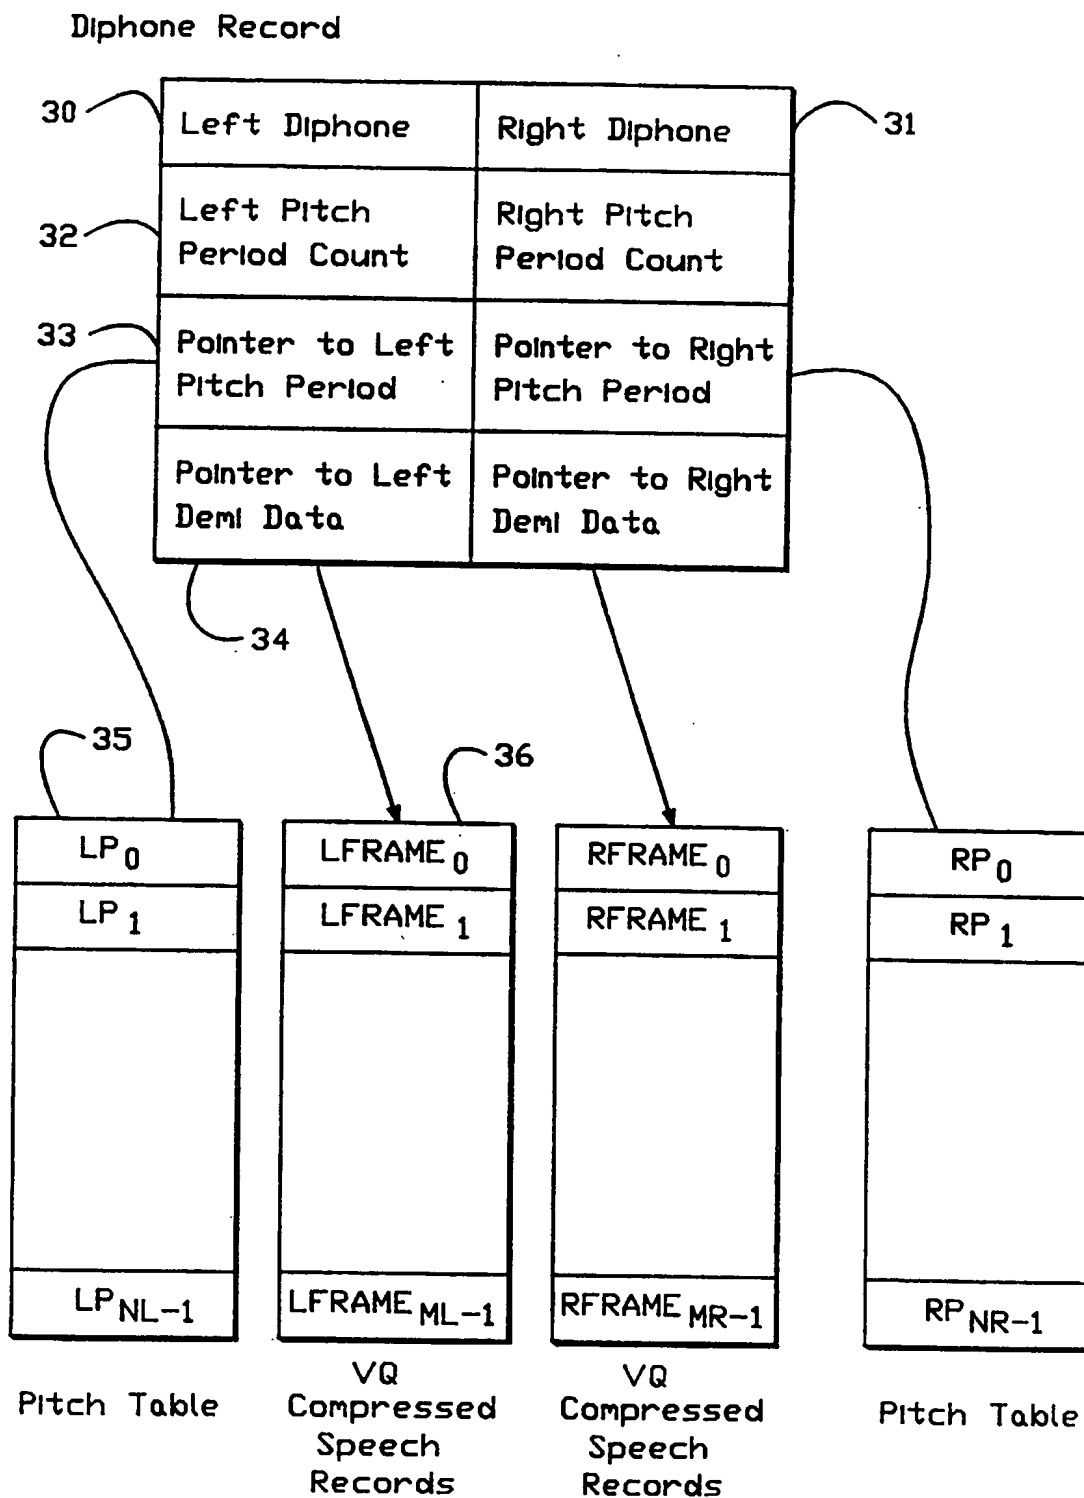 Diphone Record
30
Left Diphone
Right Diphone
31
32
Left Pitch
Period Count
Right Pitch
Period Count
33
Pointer to Left
Pitch Period
Pointer to Right
Pitch Period
Pointer to Left
Demi Data
Pointer to Right
Demi Data
34
35
36
LP0
LFRAME0
RFRAME0
RP0
LP1
LFRAME1
RFRAME1
RP1
LPNL-1
LFRAMEML-1
RFRAMEMR-1
RPNR-1
Pitch Table
VQ
Compressed
Speech
Records
VQ
Compressed
Speech
Records
Pitch Table